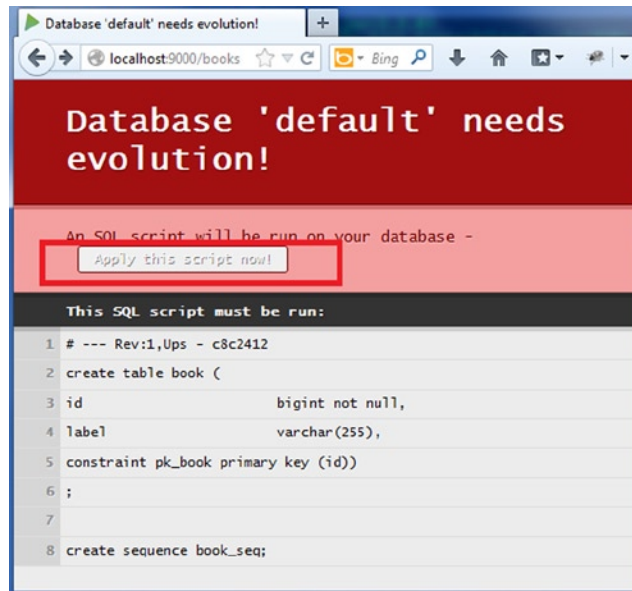 Database 'default' needs evolution!
+
localhost:9000/books
Bing
Database 'default' needs
evolution!
An SQL script will be run on your database -
Apply this script now!
This SQL script must be run:
1 # --- Rev:1,Ups - c8c2412
2 create table book (
3 id bigint not null,
4 label varchar(255),
5 constraint pk_book primary key (id))
6 ;
7
8 create sequence book_seq;